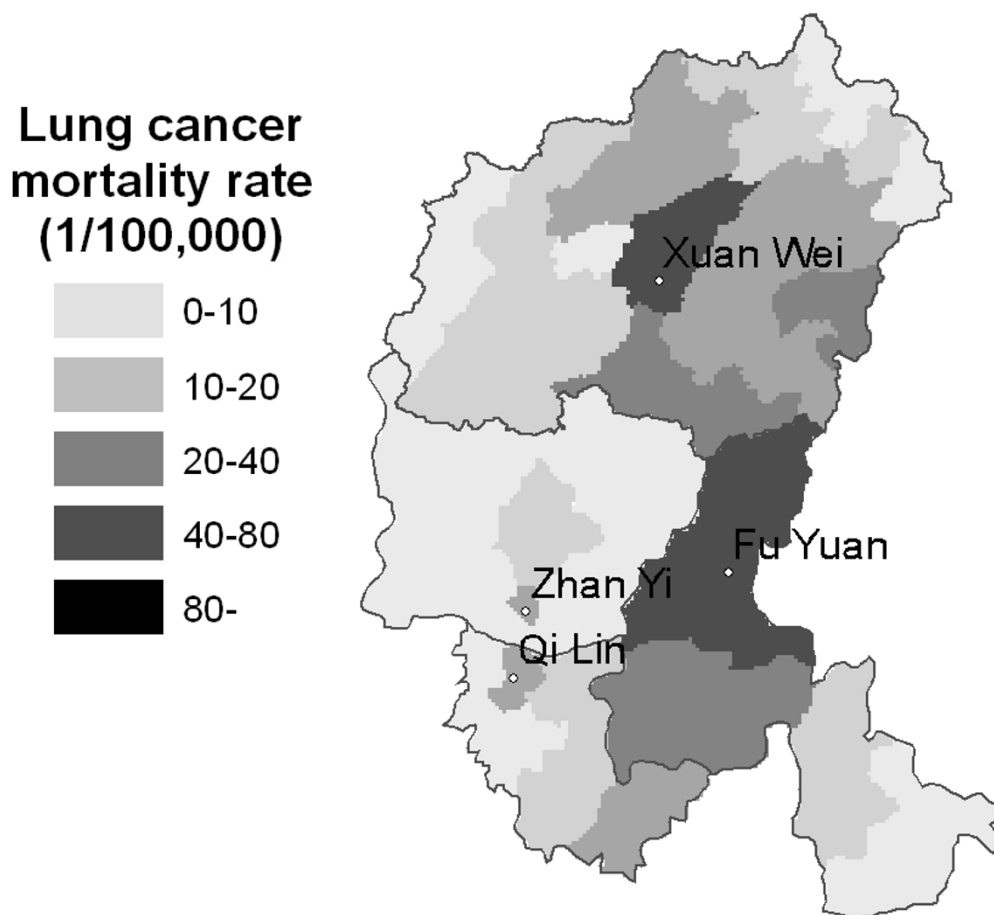 Lung cancer
mortality rate
(1/100,000)
0-10
10-20
20-40
40-80
80-
Xuan Wei
Fu Yuan
Zhan Yi
Qi Lin